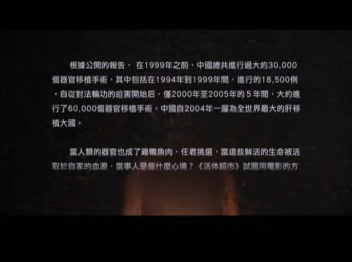 根據公開的報告， 在1999年之前，中國總共進行過大約30,000
個器官移植手術，其中包括在1994年到1999年間，進行的18,500例
。自從對法輪功的迫害開始后，僅2000年至2005年的５年間，大約進
行了60,000個器官移植手術。中國自2004年一躍為全世界最大的肝移
植大國。
當人類的器官也成了雞鴨魚肉，任君挑選，當這些鮮活的生命被活
取於自家的血源，當事人是個什麼心境？《活体超市》試圖用電影的方